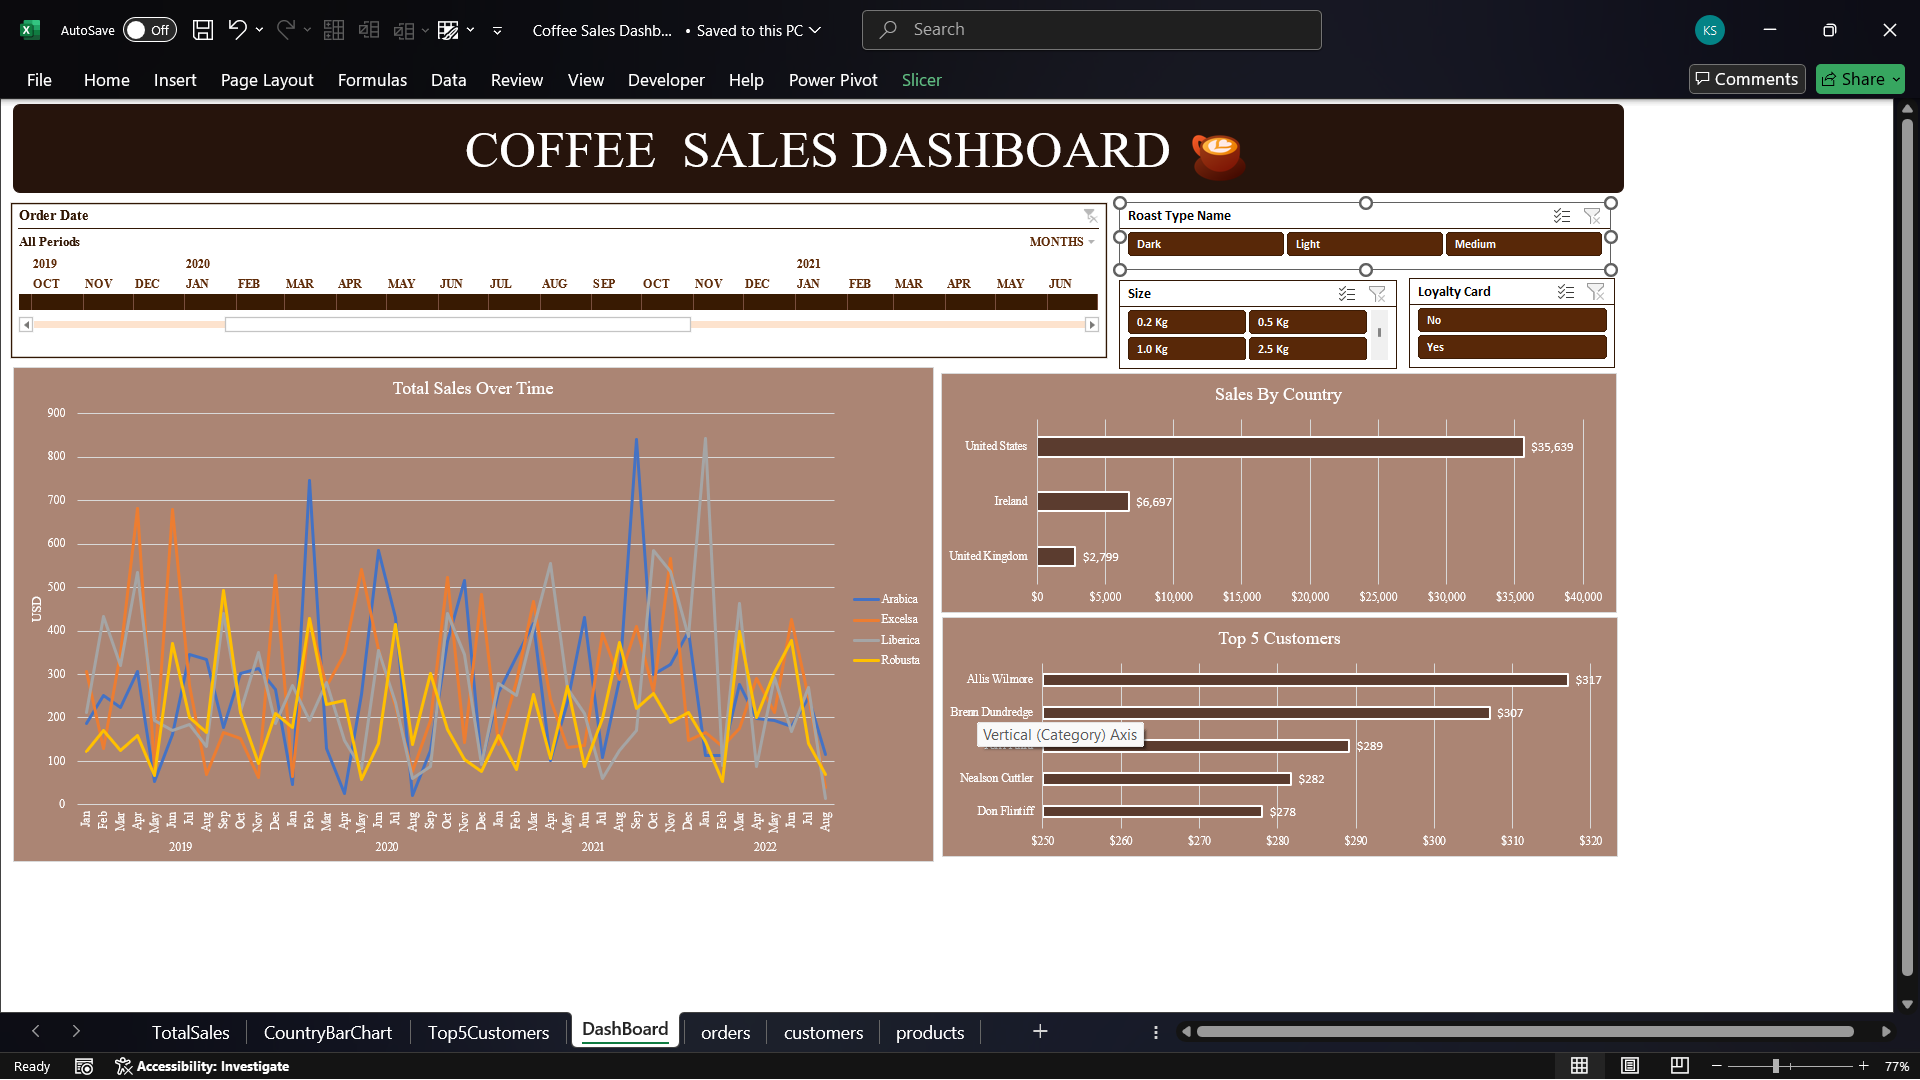 AutoSave Off Coffee Sales Dashb... • Saved to this PC Search KS
File Home Insert Page Layout Formulas Data Review View Developer Help Power Pivot Slicer Comments Share
COFFEE SALES DASHBOARD
Order Date
All Periods MONTHS
2019 2020 2021
OCT NOV DEC JAN FEB MAR APR MAY JUN JUL AUG SEP OCT NOV DEC JAN FEB MAR APR MAY JUN
Roast Type Name
Dark Light Medium
Size
0.2 Kg 0.5 Kg
1.0 Kg 2.5 Kg
Loyalty Card
No
Yes
Total Sales Over Time
900
800
700
600
500
400
300
200
100
0
USD
Jan Feb Mar Apr May Jun Jul Aug Sep Oct Nov Dec Jan Feb Mar Apr May Jun Jul Aug Sep Oct Nov Dec Jan Feb Mar Apr May Jun Jul Aug Sep Oct Nov Dec Jan Feb Mar Apr May Jun Jul Aug
2019 2020 2021 2022
Arabica
Excelsa
Liberica
Robusta
Sales By Country
United States $35,639
Ireland $6,697
United Kingdom $2,799
$0 $5,000 $10,000 $15,000 $20,000 $25,000 $30,000 $35,000 $40,000
Top 5 Customers
Allis Wilmore $317
Brenn Dundredge $307
Vertical (Category) Axis
$289
Nealson Cuttler $282
Don Flintiff $278
$250 $260 $270 $280 $290 $300 $310 $320
TotalSales CountryBarChart Top5Customers DashBoard orders customers products
Ready Accessibility: Investigate 77%